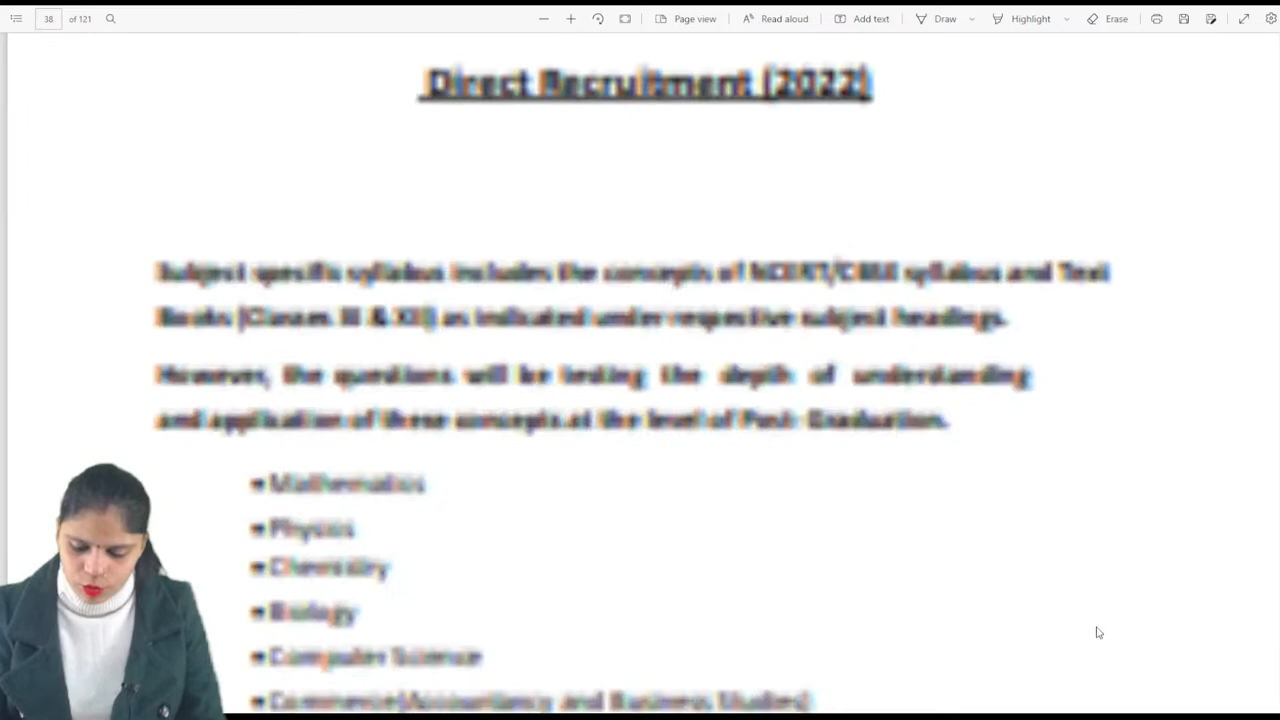 38 of 121 Page view Read aloud Add text Draw Highlight Erase
Direct Recruitment (2022)
Subject specific syllabus includes the concepts of NCERT/CBSE syllabus and Text
Books (Classes XI & XII) as indicated under respective subject headings.
However, the questions will be testing the depth of understanding
and application of these concepts at the level of Post- Graduation.
• Mathematics
• Physics
• Chemistry
• Biology
• Computer Science
• Commerce(Accountancy and Business Studies)